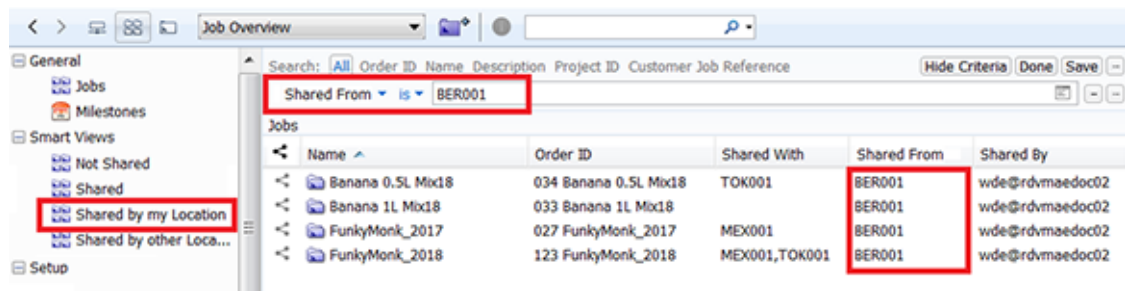 Job Overview
General
Jobs
Milestones
Smart Views
Not Shared
Shared
Shared by my Location
Shared by other Loca...
Setup
Search: All Order ID Name Description Project ID Customer Job Reference Hide Criteria Done Save
Shared From is BER001
Jobs
Name Order ID Shared With Shared From Shared By
Banana 0.5L Mix18 034 Banana 0.5L Mix18 TOK001 BER001 wde@rdvmaedoc02
Banana 1L Mix18 033 Banana 1L Mix18 BER001 wde@rdvmaedoc02
FunkyMonk_2017 027 FunkyMonk_2017 MEX001 BER001 wde@rdvmaedoc02
FunkyMonk_2018 123 FunkyMonk_2018 MEX001,TOK001 BER001 wde@rdvmaedoc02